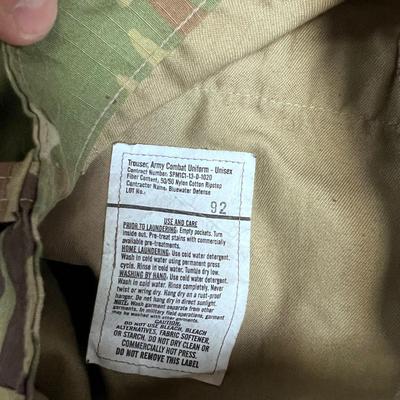 Trouser, Army Combat Uniform - Unisex
Contract Number: SPM1C1-13-D-1020
Fiber Content: 50/50 Nylon Cotton Ripstop
Contractor Name: Bluewater Defense
LOT No.:
92
USE AND CARE
PRIOR TO LAUNDERING: Empty pockets. Turn
inside out. Pre-treat stains with commercially
available pre-treatments.
HOME LAUNDERING: Use cold water detergent.
Wash in cold water using permanent press
cycle. Rinse in cold water. Tumble dry low.
WASHING BY HAND: Use cold water detergent.
Wash in cold water. Rinse completely. Never
twist or wring dry. Hang dry on a rust-proof
hanger. Do not hang dry in direct sunlight.
NOTE: Wash garment separately from other
garments. In military field operations, garment
may be washed with other garments.
CAUTION:
DO NOT USE BLEACH, BLEACH
ALTERNATIVES, FABRIC SOFTENER,
OR STARCH. DO NOT DRY CLEAN OR
COMMERCIALLY HOT PRESS.
DO NOT REMOVE THIS LABEL